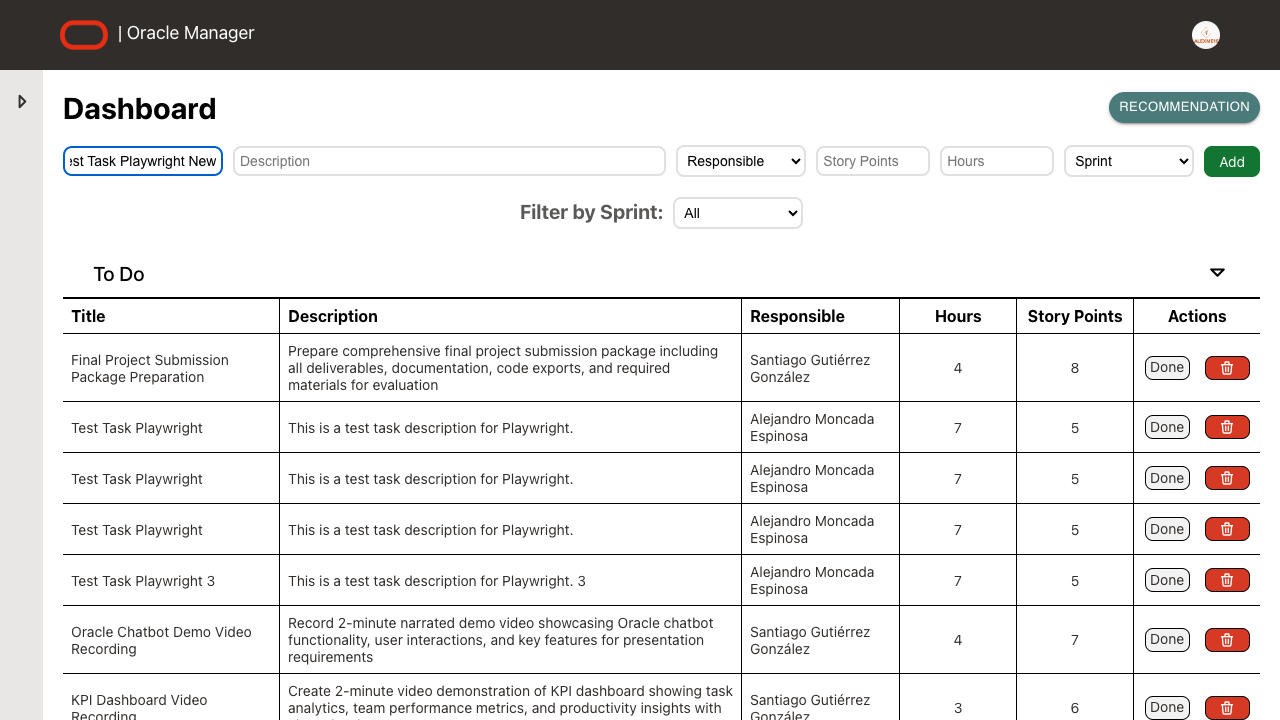 | Oracle Manager
Dashboard
RECOMMENDATION
est Task Playwright New
Description
Responsible
Story Points
Hours
Sprint
Add
Filter by Sprint:
All
To Do
Title
Description
Responsible
Hours
Story Points
Actions
Final Project Submission
Package Preparation
Prepare comprehensive final project submission package including
all deliverables, documentation, code exports, and required
materials for evaluation
Santiago Gutiérrez
González
4
8
Done
Test Task Playwright
This is a test task description for Playwright.
Alejandro Moncada
Espinosa
7
5
Done
Test Task Playwright
This is a test task description for Playwright.
Alejandro Moncada
Espinosa
7
5
Done
Test Task Playwright
This is a test task description for Playwright.
Alejandro Moncada
Espinosa
7
5
Done
Test Task Playwright 3
This is a test task description for Playwright. 3
Alejandro Moncada
Espinosa
7
5
Done
Oracle Chatbot Demo Video
Recording
Record 2-minute narrated demo video showcasing Oracle chatbot
functionality, user interactions, and key features for presentation
requirements
Santiago Gutiérrez
González
4
7
Done
KPI Dashboard Video
Recording
Create 2-minute video demonstration of KPI dashboard showing task
analytics, team performance metrics, and productivity insights with
Santiago Gutiérrez
González
3
6
Done